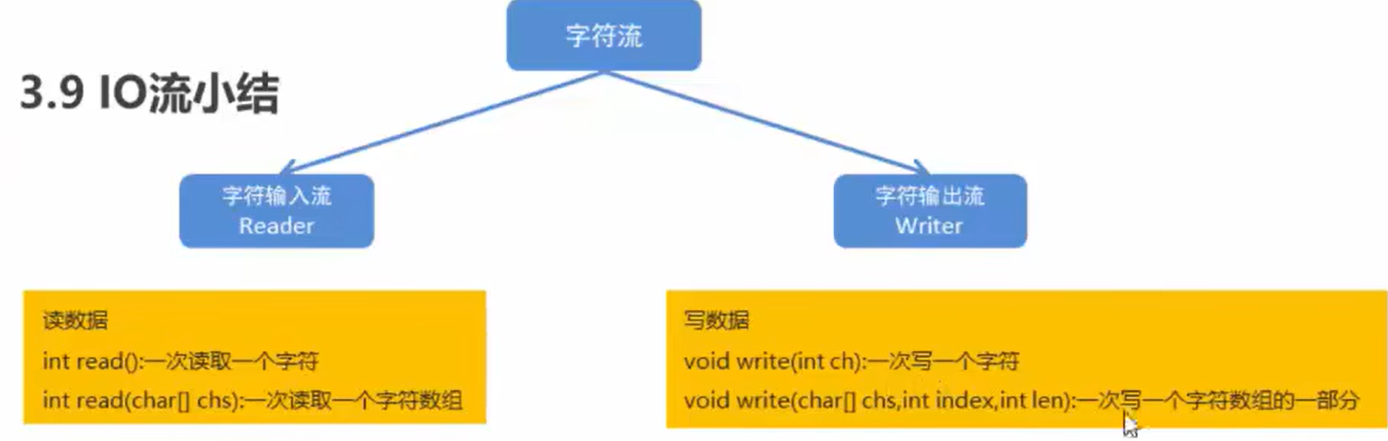 字符流
3.9 IO流小结
字符输入流
Reader
字符输出流
Writer
读数据
int read():一次读取一个字符
int read(char[] chs):一次读取一个字符数组
写数据
void write(int ch):一次写一个字符
void write(char[] chs,int index,int len):一次写一个字符数组的一部分